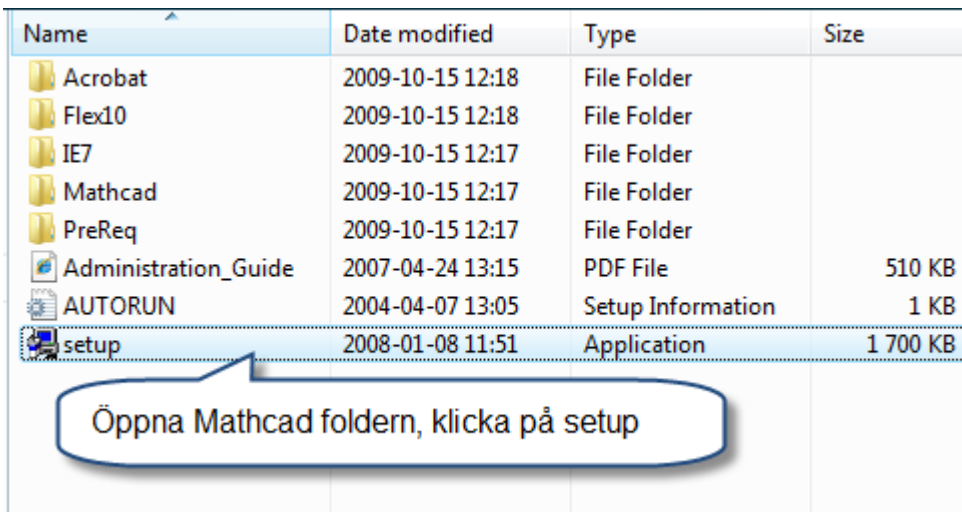 Name Date modified Type Size
Acrobat 2009-10-15 12:18 File Folder
Flex10 2009-10-15 12:18 File Folder
IE7 2009-10-15 12:17 File Folder
Mathcad 2009-10-15 12:17 File Folder
PreReq 2009-10-15 12:17 File Folder
Administration_Guide 2007-04-24 13:15 PDF File 510 KB
AUTORUN 2004-04-07 13:05 Setup Information 1 KB
setup 2008-01-08 11:51 Application 1 700 KB
Öppna Mathcad foldern, klicka på setup